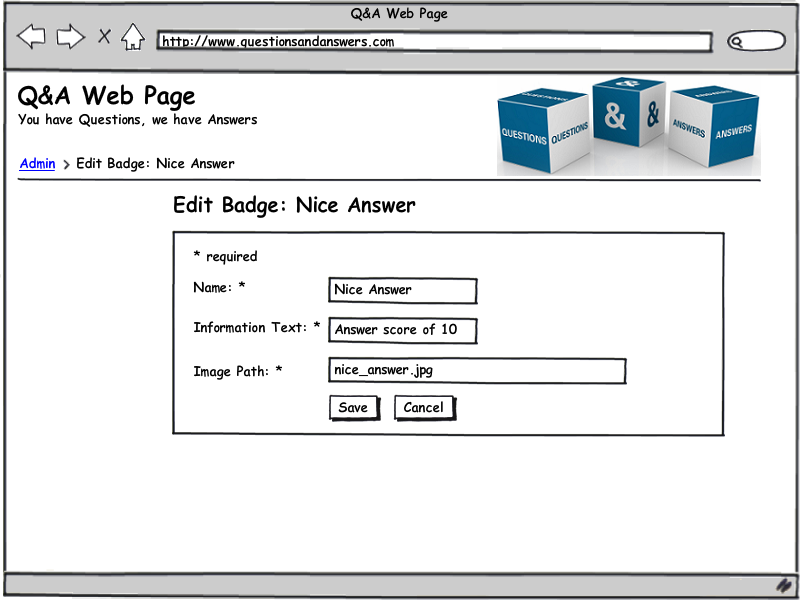 Q&A Web Page
http://www.questionsandanswers.com
Q&A Web Page
You have Questions, we have Answers
QUESTIONS QUESTIONS QUESTIONS
& & &
ANSWERS ANSWERS ANSWERS
Admin > Edit Badge: Nice Answer
Edit Badge: Nice Answer
* required
Name: * Nice Answer
Information Text: * Answer score of 10
Image Path: * nice_answer.jpg
Save Cancel